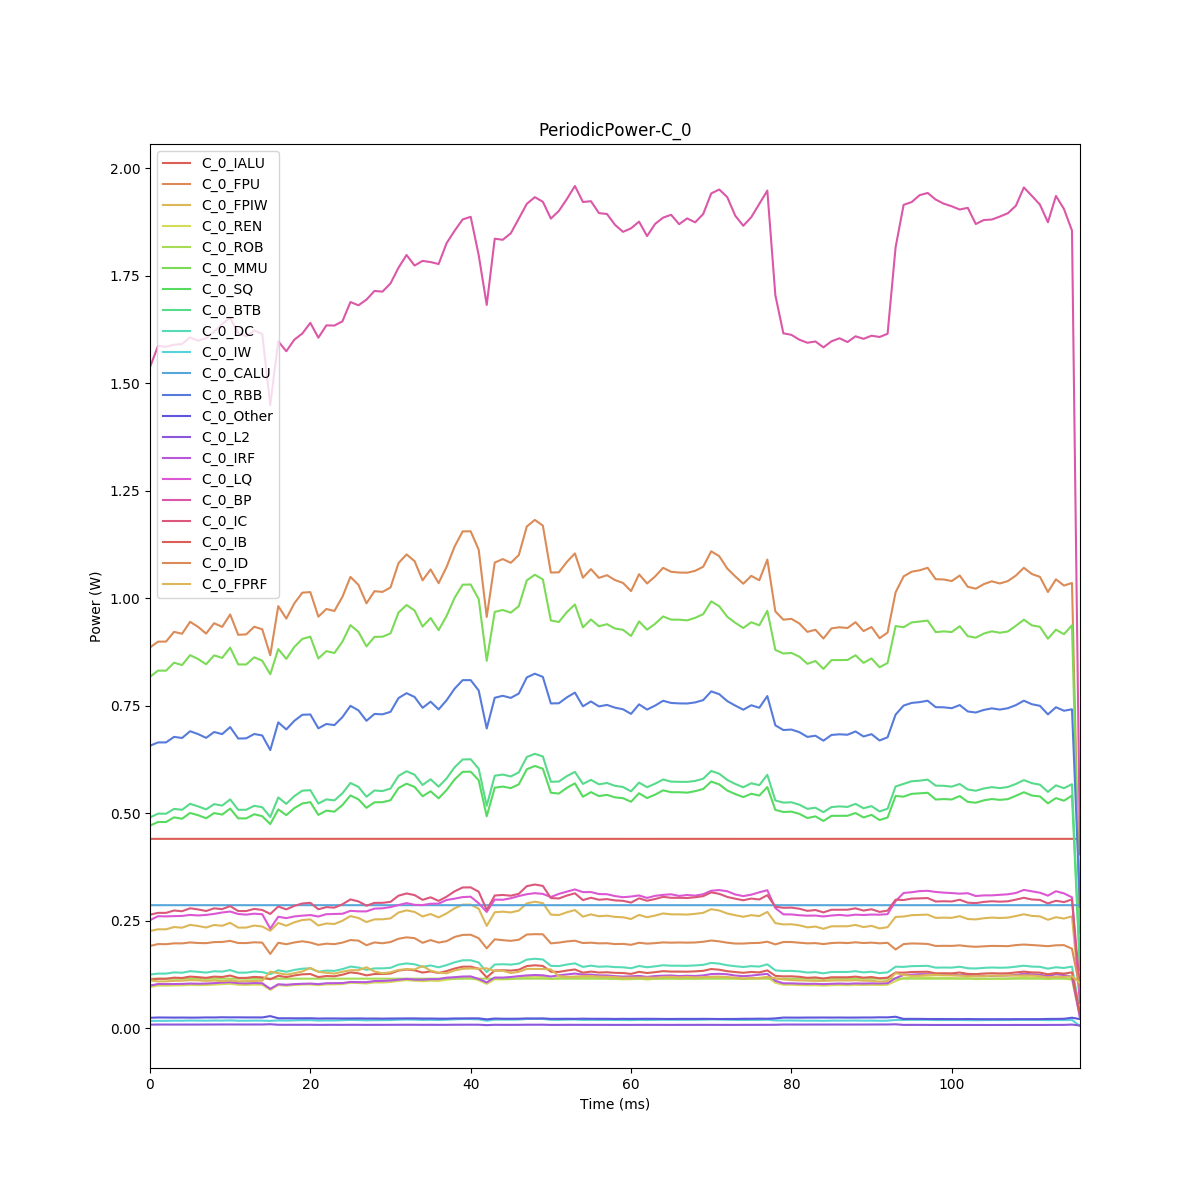 PeriodicPower-C_0
C_0_IALU
C_0_FPU
C_0_FPIW
C_0_REN
C_0_ROB
C_0_MMU
C_0_SQ
C_0_BTB
C_0_DC
C_0_IW
C_0_CALU
C_0_RBB
C_0_Other
C_0_L2
C_0_IRF
C_0_LQ
C_0_BP
C_0_IC
C_0_IB
C_0_ID
C_0_FPRF
2.00
1.75
1.50
1.25
1.00
0.75
0.50
0.25
0.00
Power (W)
0 20 40 60 80 100
Time (ms)